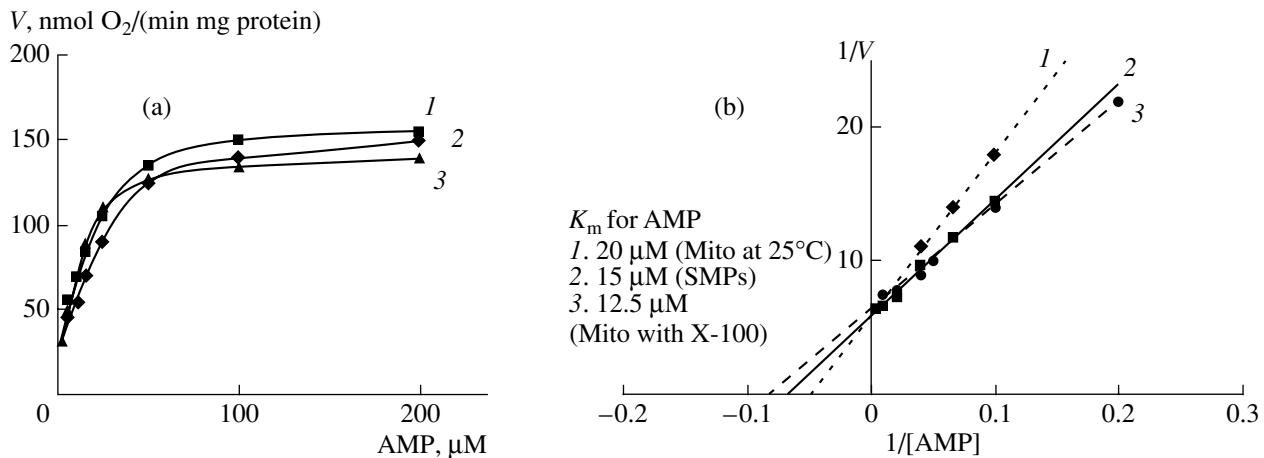 V, nmol O₂/(min mg protein)
200
150
100
50
0
100
200
AMP, μM
(a)
1
2
3
(b)
1/V
1
2
3
20
10
Kₘ for AMP
1. 20 μM (Mito at 25°C)
2. 15 μM (SMPs)
3. 12.5 μM
(Mito with X-100)
−0.2
−0.1
0
0.1
0.2
0.3
1/[AMP]